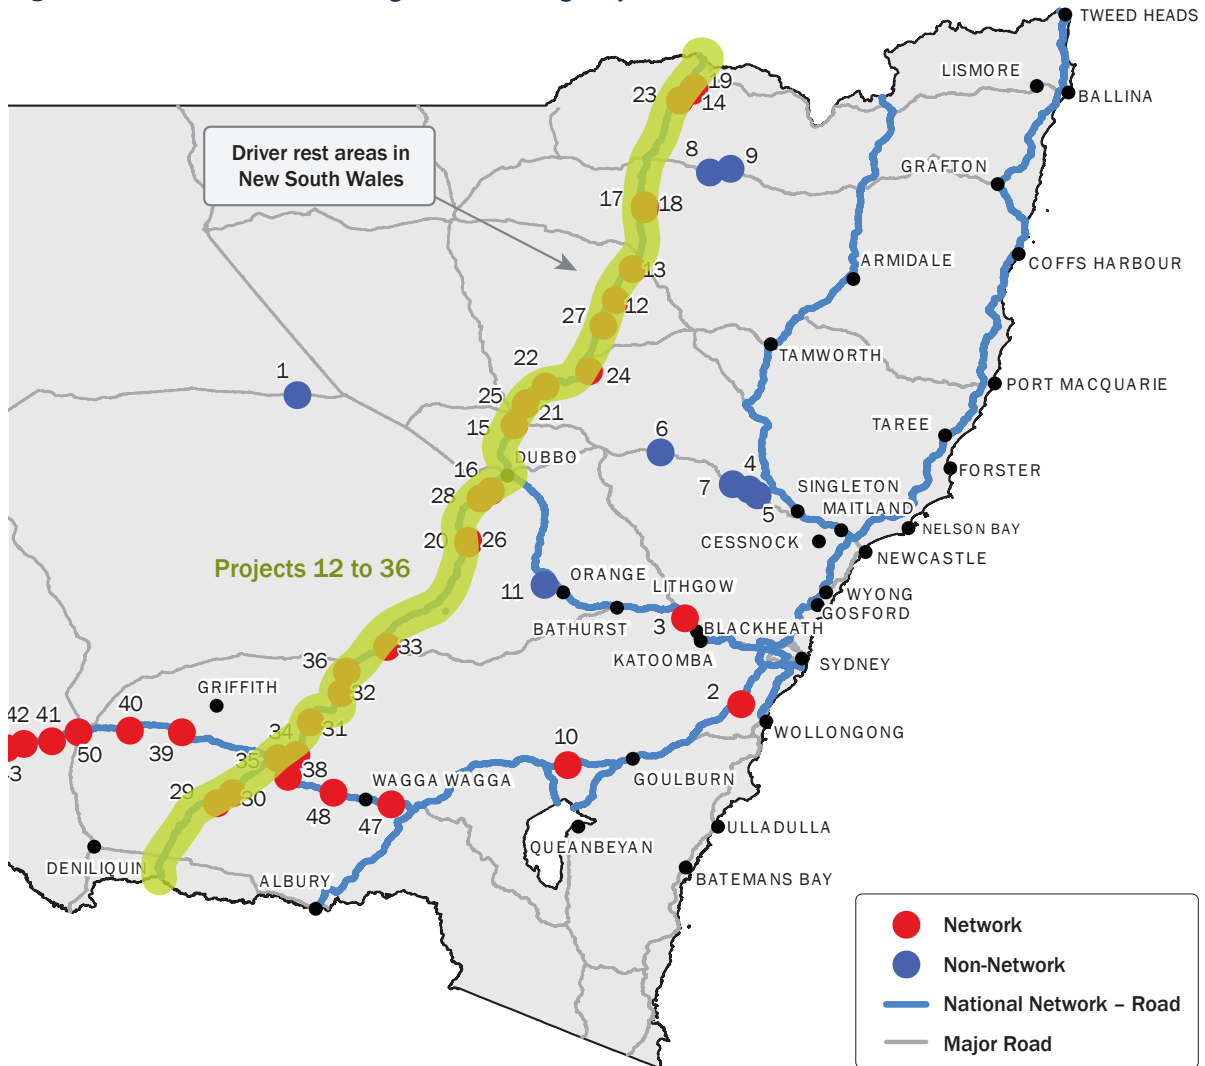 TWEED HEADS
LISMORE
BALLINA
19
23
14
Driver rest areas in
New South Wales
8
9
GRAFTON
17
18
ARMIDALE
COFFS HARBOUR
13
12
27
TAMWORTH
22
24
1
PORT MACQUARIE
25
21
15
TAREE
6
DUBBO
16
4
FORSTER
7
SINGLETON
28
5
MAITLAND
NELSON BAY
20
26
CESSNOCK
NEWCASTLE
Projects 12 to 36
ORANGE
LITHGOW
11
WYONG
GOSFORD
BATHURST
3
BLACKHEATH
33
KATOOMBA
SYDNEY
36
GRIFFITH
32
2
42
41
40
31
WOLLONGONG
34
10
50
39
35
38
3
WAGGA WAGGA
GOULBURN
29
30
48
47
ULLADULLA
QUEANBEYAN
DENILIQUIN
ALBURY
BATEMANS BAY
Network
Non-Network
National Network – Road
Major Road